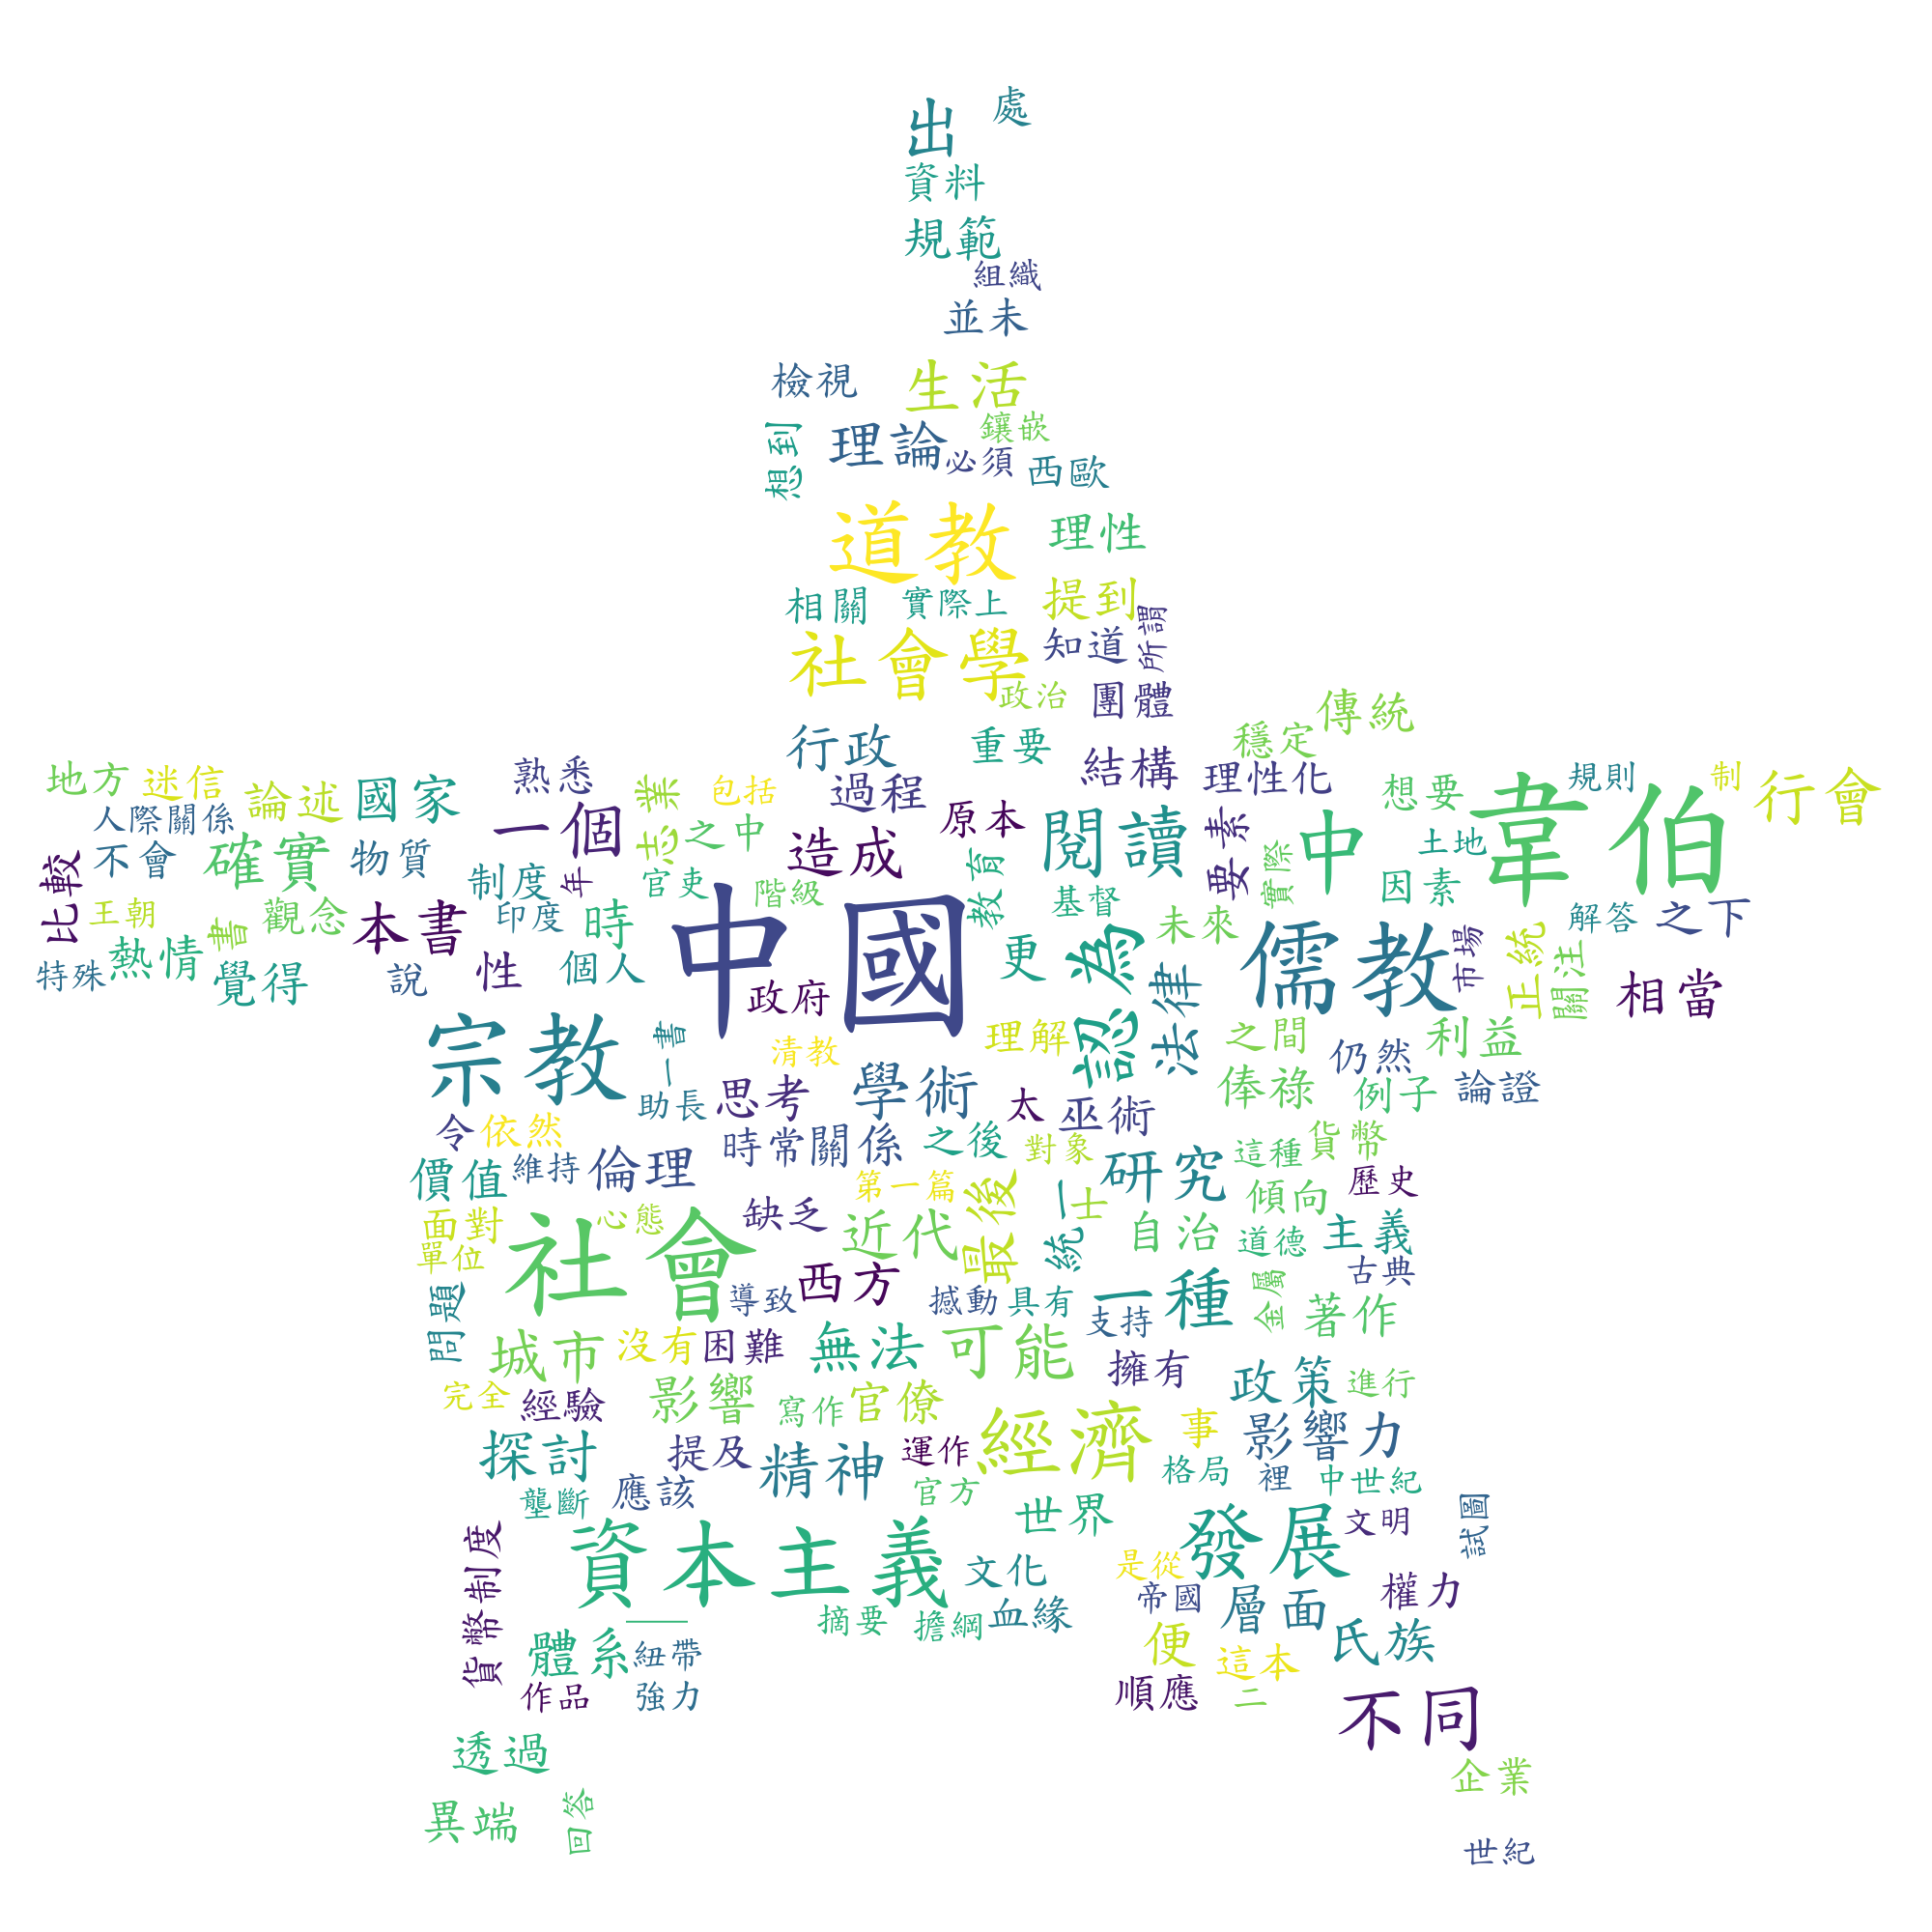 出 處
資料
規範
組織
並未
檢視 生活
鑲嵌
想到 理論 必須 西歐
道教 理性
相關 實際上 提到
社會學 知道 所謂
政治 團體
行政 重要 結構 穩定 傳統
地方 迷信 論述 國家 熟悉 志業 包括 過程 理性化 想要 規則 制 行會
人際關係 一個 之中 原本 閱讀 要素 中 土地 韋伯
比較 不會 確實 物質 制度 年 官吏 階級 造成 教育 基督 實際 因素
王朝 書 觀念 本書 印度 時 未來 解答 之下
特殊 熱情 覺得 說 性 個人 中國 更 認為 法律 儒教 市場 正統 關注 相當
政府
宗教 一書 清教 理解 之間 仍然 利益
助長 思考 學術 太 巫術 俸祿 例子 論證
令 依然 時常 關係 之後 對象 這種 貨幣
價值 維持 倫理 第一篇 最後 研究 傾向 歷史
面對 心態 缺乏 近代 統一 士 自治 道德 主義
單位 社會 古典
問題 導致 西方 撼動 具有 支持 一種 金屬 著作
城市 沒有 困難 無法 可能 擁有 政策 進行
完全 經驗 影響 寫作 官僚 經濟 事 影響力
探討 提及 精神 運作 格局 裡 中世紀
壟斷 應該 官方 世界 試圖
貨幣制度 資本主義 文化 是從 發展 文明
摘要 擔綱 血緣 帝國 層面 權力
體系 紐帶 便 這本 氏族
作品 強力 順應 二 不同
透過 企業
異端 回答
世紀